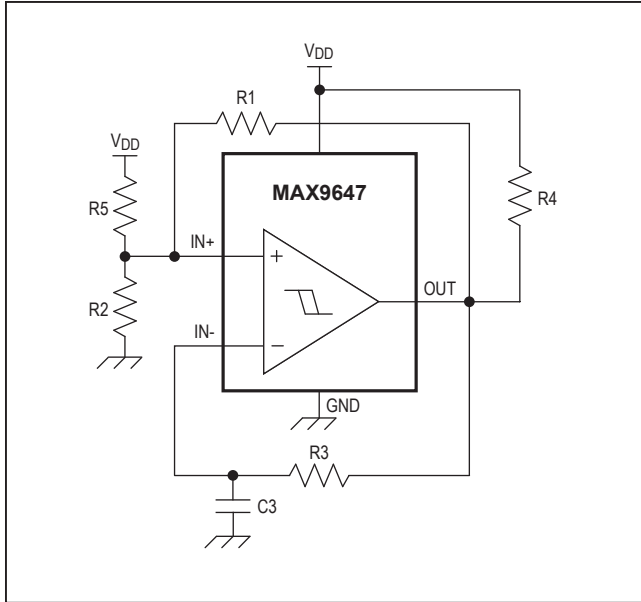 VDD
R1
VDD
MAX9647
R5
R4
IN+
+
OUT
R2
IN-
−
GND
R3
C3